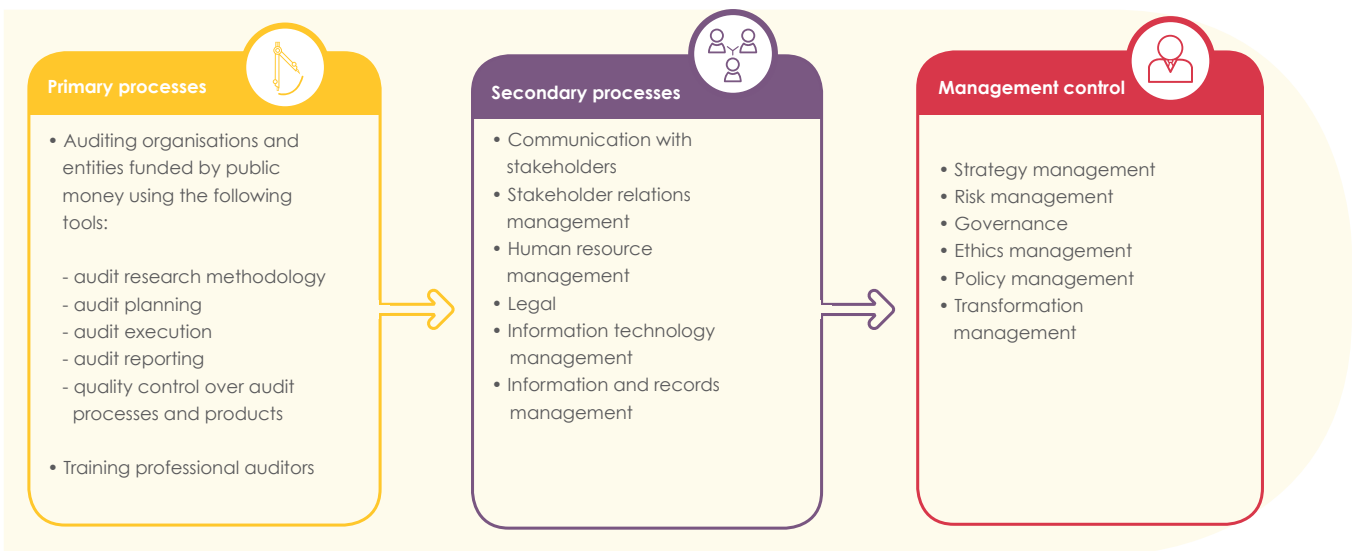 Primary processes
• Auditing organisations and
entities funded by public
money using the following
tools:
- audit research methodology
- audit planning
- audit execution
- audit reporting
- quality control over audit
processes and products
• Training professional auditors
Secondary processes
• Communication with
stakeholders
• Stakeholder relations
management
• Human resource
management
• Legal
• Information technology
management
• Information and records
management
Management control
• Strategy management
• Risk management
• Governance
• Ethics management
• Policy management
• Transformation
management